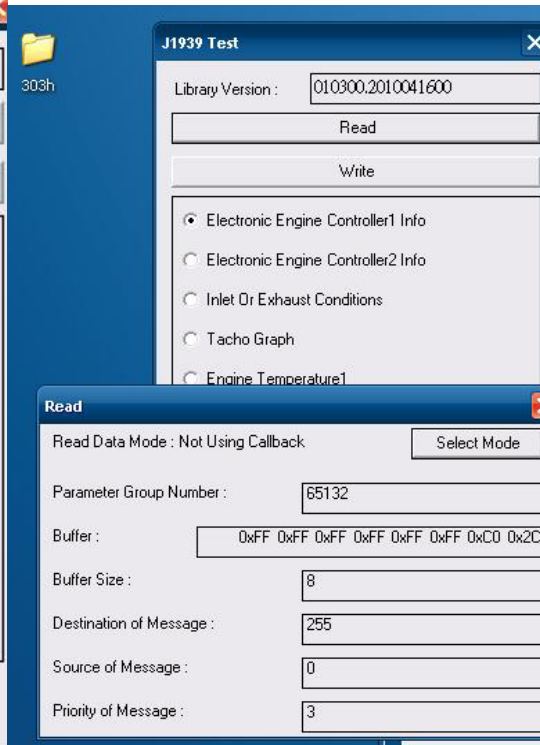 303h
J1939 Test
Library Version : 010300.2010041600
Read
Write
Electronic Engine Controller1 Info
Electronic Engine Controller2 Info
Inlet Or Exhaust Conditions
Tacho Graph
Engine Temperature1
Read
Read Data Mode : Not Using Callback Select Mode
Parameter Group Number : 65132
Buffer : 0xFF 0xFF 0xFF 0xFF 0xFF 0xFF 0xC0 0x2C
Buffer Size : 8
Destination of Message : 255
Source of Message : 0
Priority of Message : 3